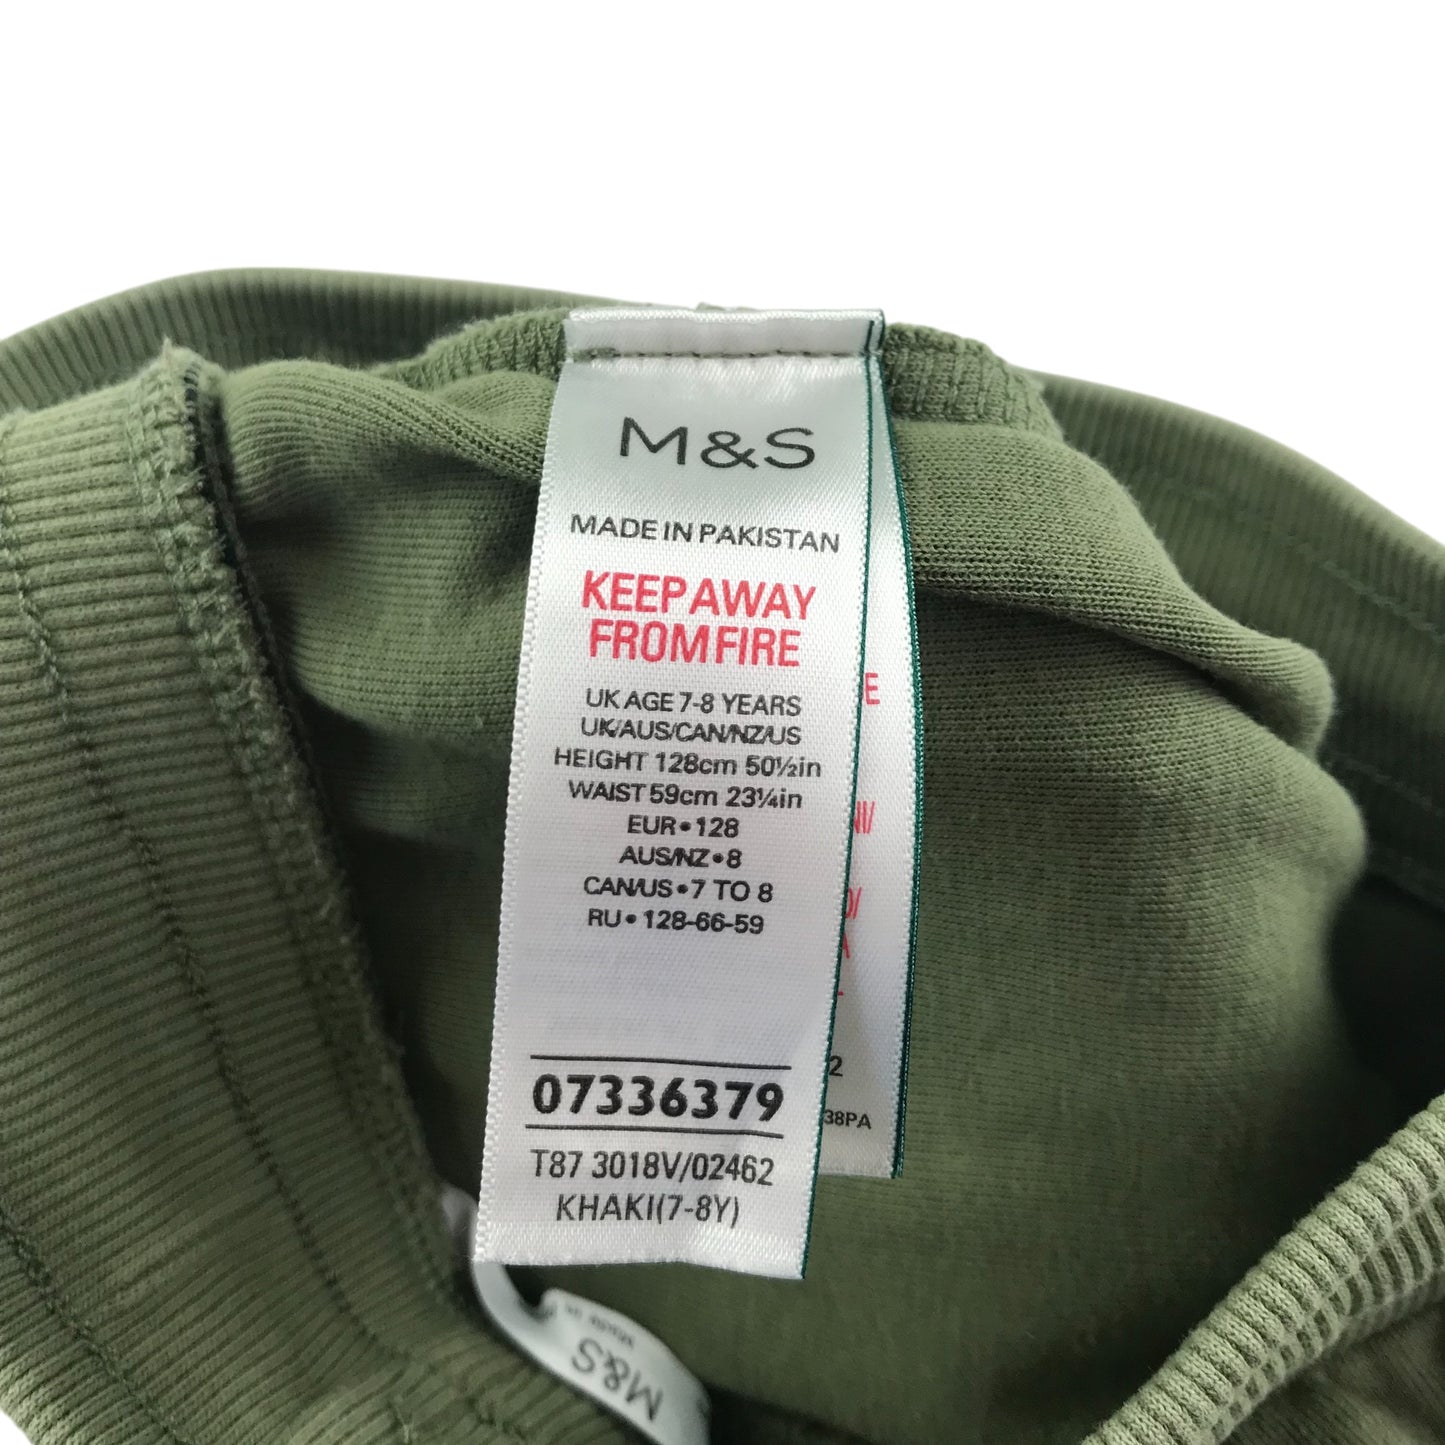 M&S
MADE IN PAKISTAN
KEEP AWAY
FROM FIRE
UK AGE 7-8 YEARS
UK/AUS/CAN/NZ/US
HEIGHT 128cm 50½in
WAIST 59cm 23¼in
EUR•128
AUS/NZ•8
CAN/US•7 TO 8
RU•128-66-59
07336379
T87 3018V/02462
KHAKI(7-8Y)
E
2
38PA
M&S